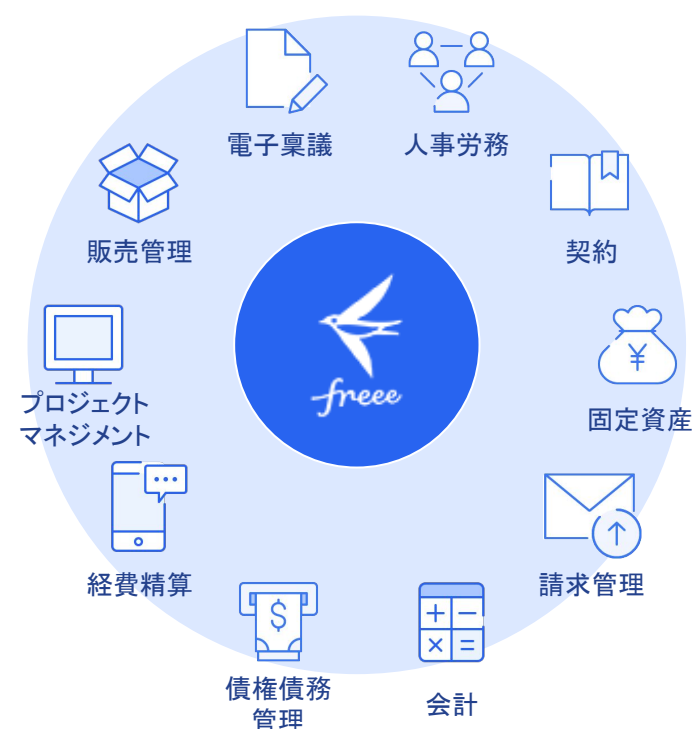 電子稟議
人事労務
販売管理
契約
freee
プロジェクト
マネジメント
固定資産
経費精算
請求管理
債権債務
管理
会計